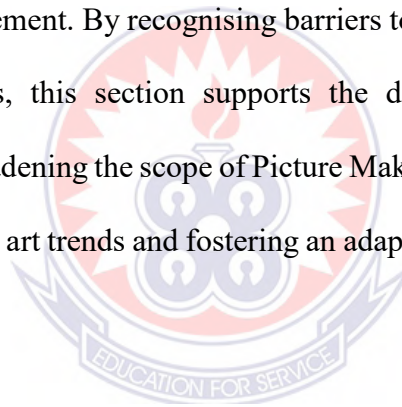 ement. By recognising barriers to
s, this section supports the d
dening the scope of Picture Mak
art trends and fostering an adap
EDUCATION FOR SERVICE